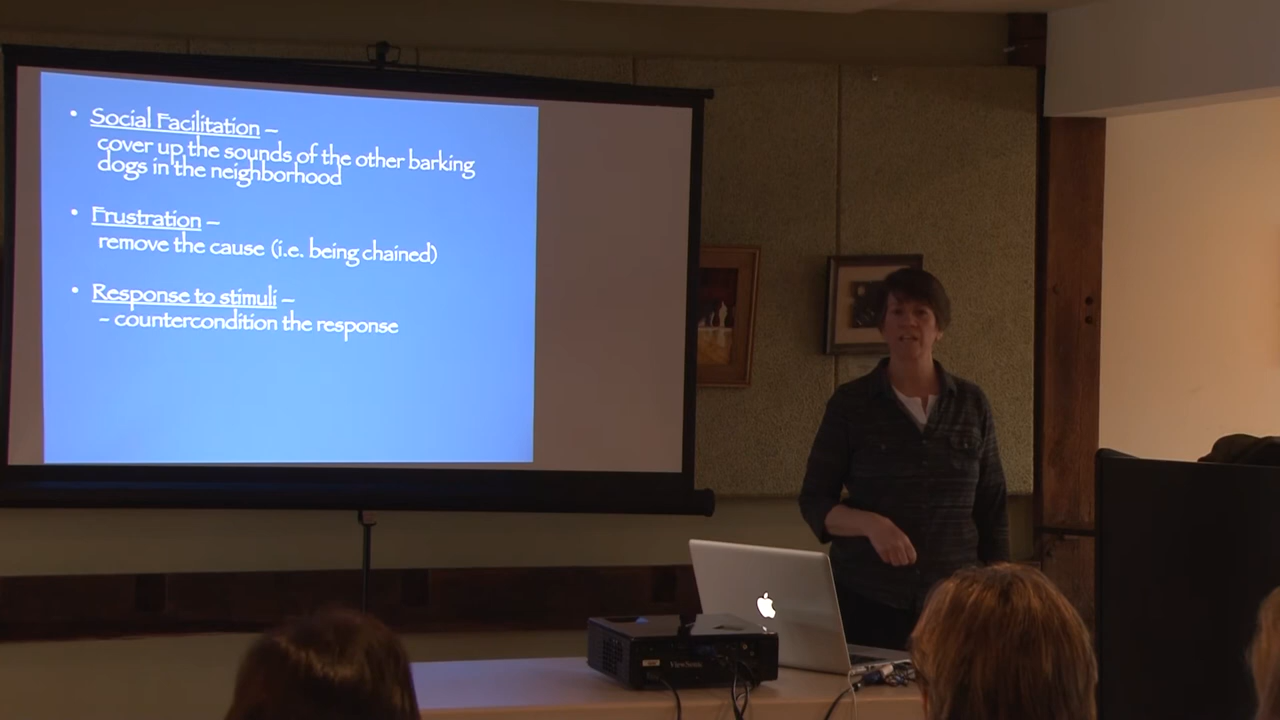 • Social Facilitation –
cover up the sounds of the other barking
dogs in the neighborhood
• Frustration –
remove the cause (i.e. being chained)
• Response to stimuli –
– countercondition the response
ViewSonic